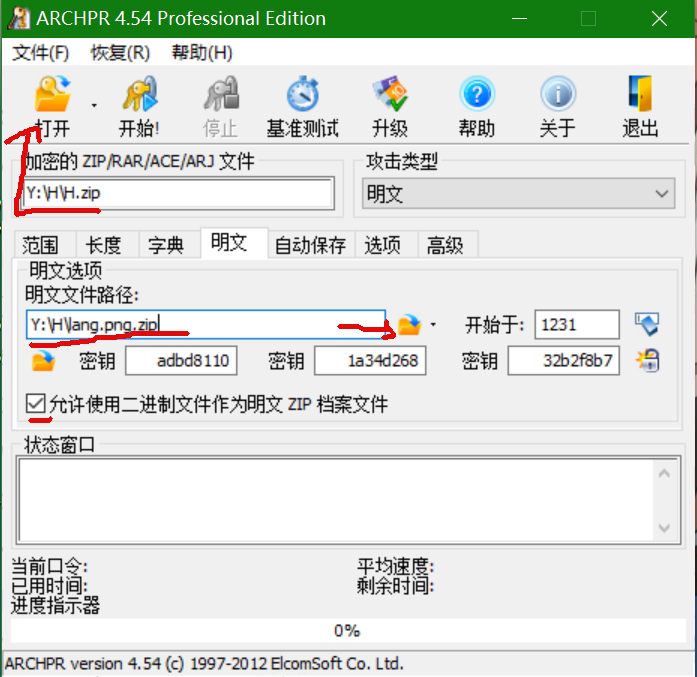 ARCHPR 4.54 Professional Edition
文件(F) 恢复(R) 帮助(H)
打开 开始! 停止 基准测试 升级 帮助 关于 退出
加密的 ZIP/RAR/ACE/ARJ 文件
攻击类型
Y:\H\H.zip
明文
范围 长度 字典 明文 自动保存 选项 高级
明文选项
明文文件路径:
Y:\H\lang.png.zip
开始于: 1231
密钥 adbd8110 密钥 1a34d268 密钥 32b2f8b7
允许使用二进制文件作为明文 ZIP 档案文件
状态窗口
当前口令: 平均速度:
已用时间: 剩余时间:
进度指示器
0%
ARCHPR version 4.54 (c) 1997-2012 ElcomSoft Co. Ltd.